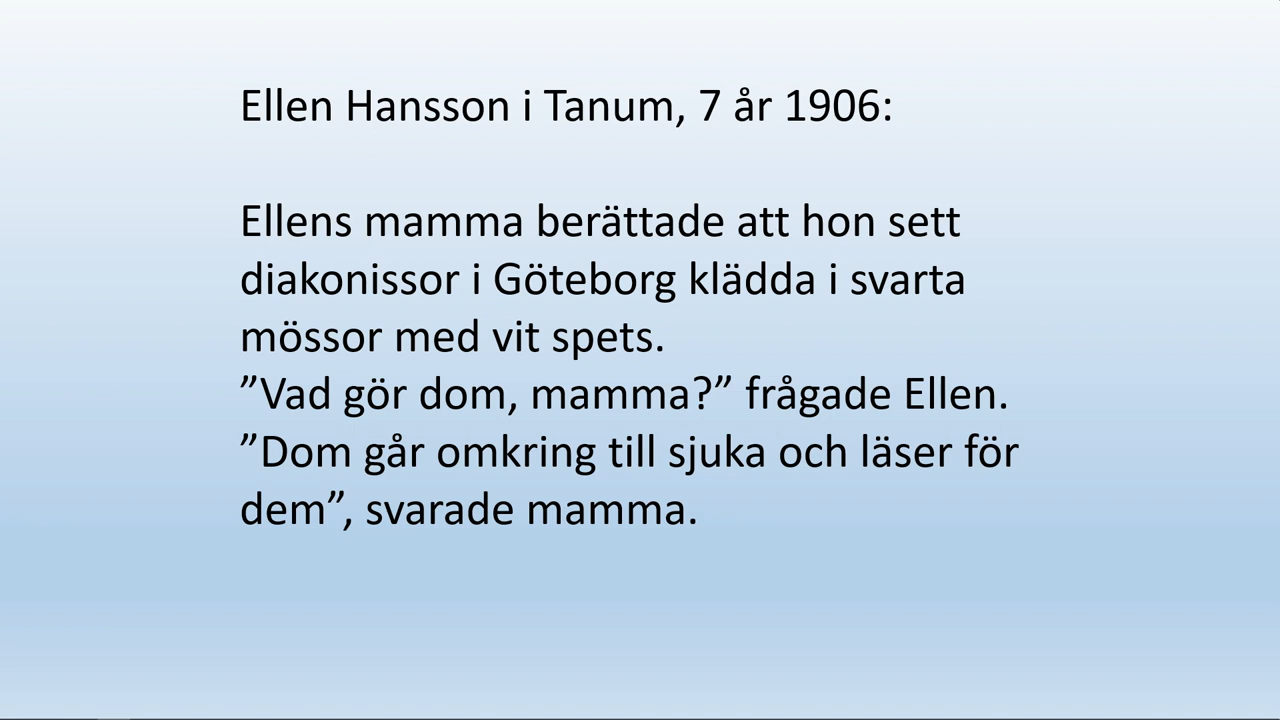 Ellen Hansson i Tanum, 7 år 1906:
Ellens mamma berättade att hon sett
diakonissor i Göteborg klädda i svarta
mössor med vit spets.
”Vad gör dom, mamma?” frågade Ellen.
”Dom går omkring till sjuka och läser för
dem”, svarade mamma.